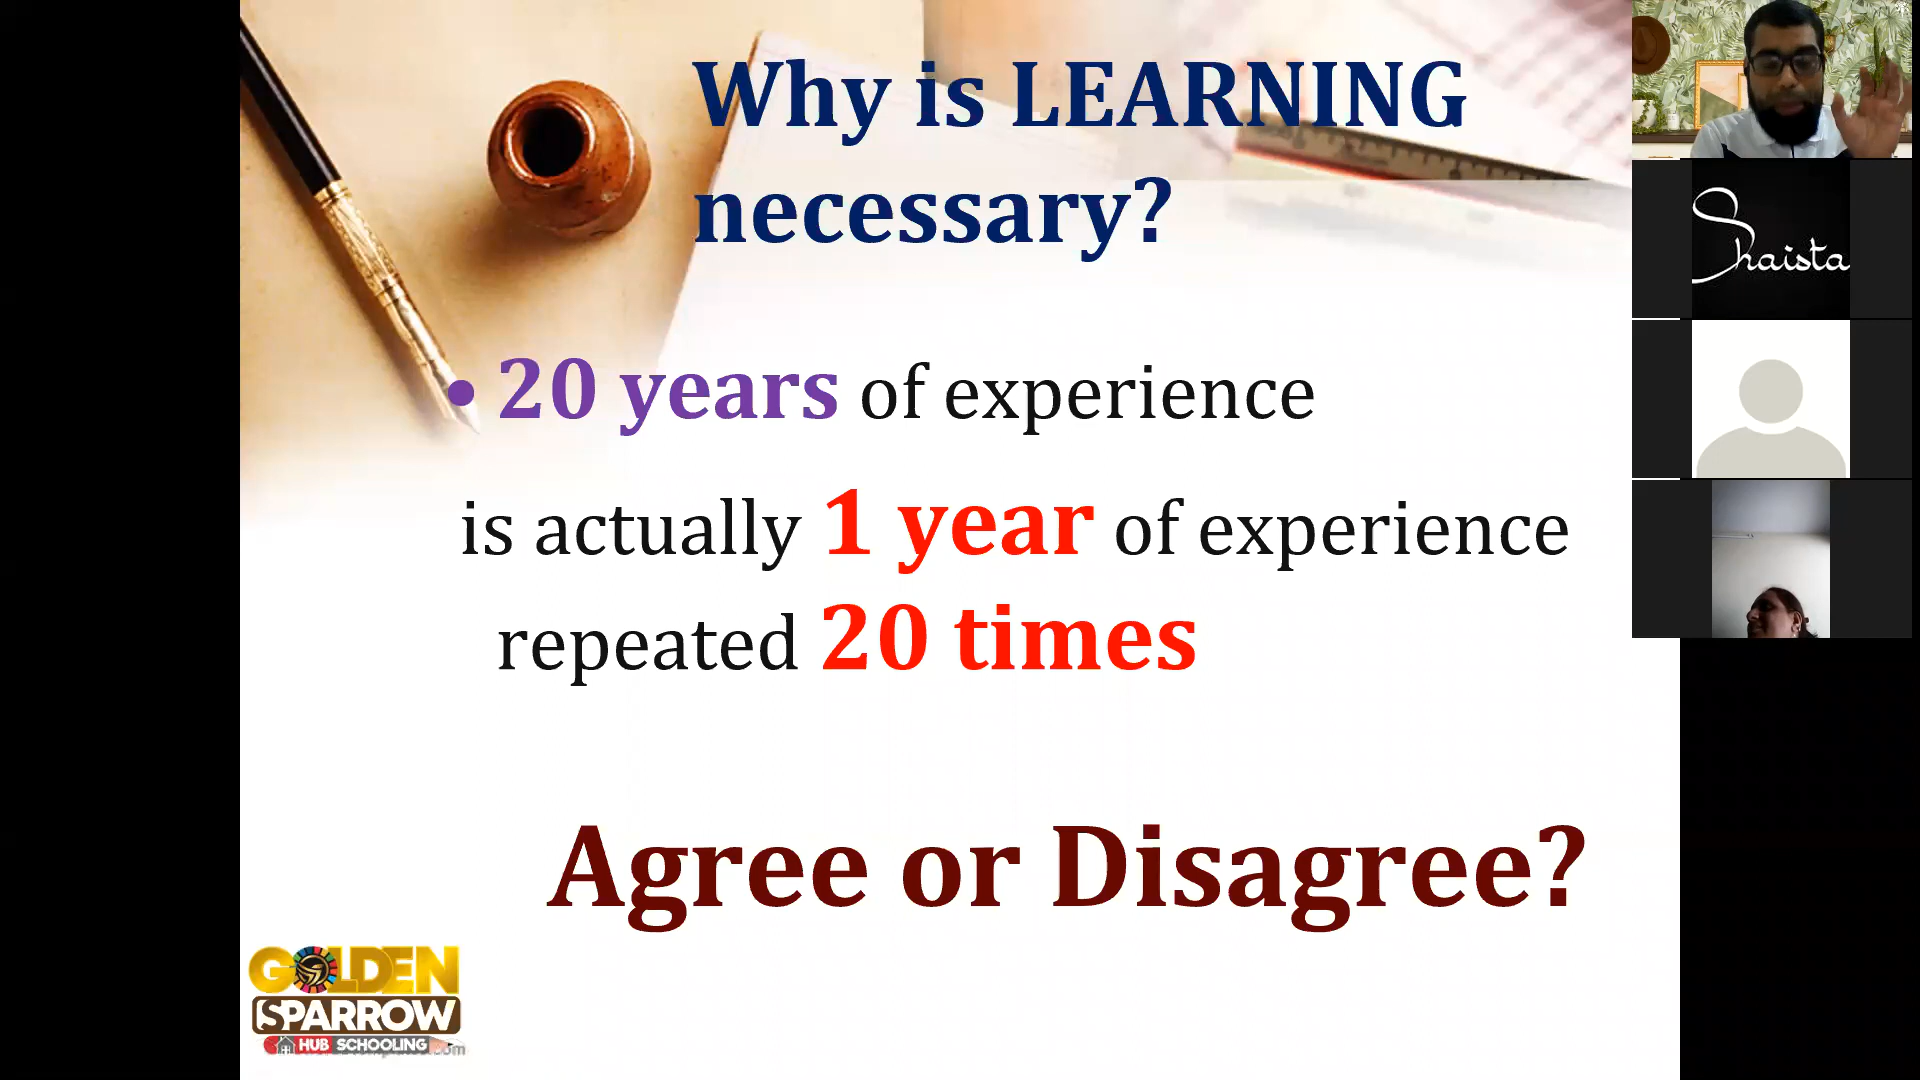 Why is LEARNING
necessary?
• 20 years of experience
is actually 1 year of experience
repeated 20 times
Agree or Disagree?
Shaista
GOLDEN
SPARROW
HUB SCHOOLING